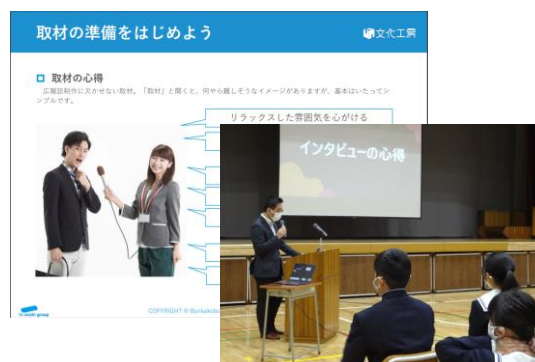 取材の準備をはじめよう
文化工房
取材の心得
広報誌制作に欠かせない取材。「取材」と聞くと、何やら難しそうなイメージがありますが、基本はいたってシ
ンプルです。
リラックスした雰囲気を心がける
インタビューの心得
COPYRIGHT © Bunkakobo